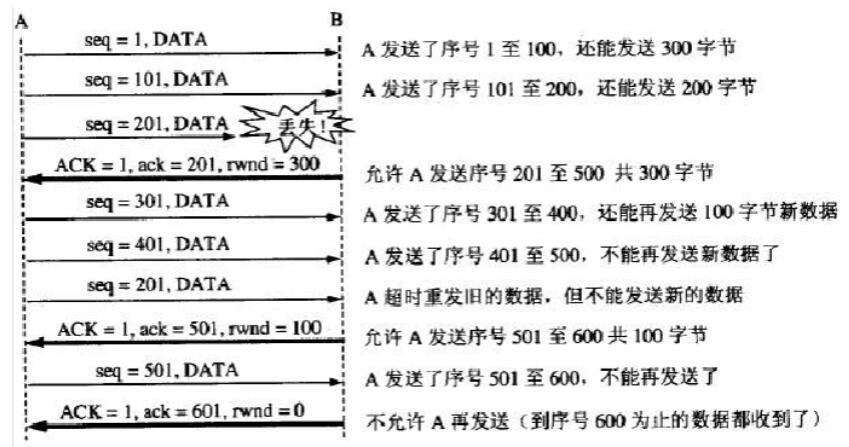 A B
seq = 1, DATA A 发送了序号 1 至 100，还能发送 300 字节
seq = 101, DATA A 发送了序号 101 至 200，还能发送 200 字节
seq = 201, DATA 丢失!
ACK = 1, ack = 201, rwnd = 300 允许 A 发送序号 201 至 500 共 300 字节
seq = 301, DATA A 发送了序号 301 至 400，还能再发送 100 字节新数据
seq = 401, DATA A 发送了序号 401 至 500，不能再发送新数据了
seq = 201, DATA A 超时重发旧的数据，但不能发送新的数据
ACK = 1, ack = 501, rwnd = 100 允许 A 发送序号 501 至 600 共 100 字节
seq = 501, DATA A 发送了序号 501 至 600，不能再发送了
ACK = 1, ack = 601, rwnd = 0 不允许 A 再发送（到序号 600 为止的数据都收到了）